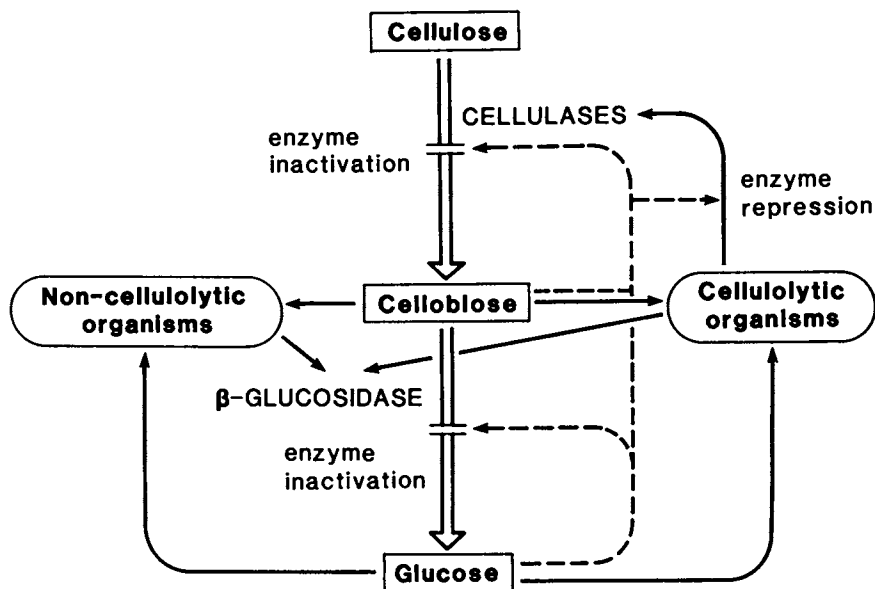 Cellulose
CELLULASES
enzyme
inactivation
enzyme
repression
Non-cellulolytic
organisms
Celloblose
Cellulolytic
organisms
β-GLUCOSIDASE
enzyme
inactivation
Glucose